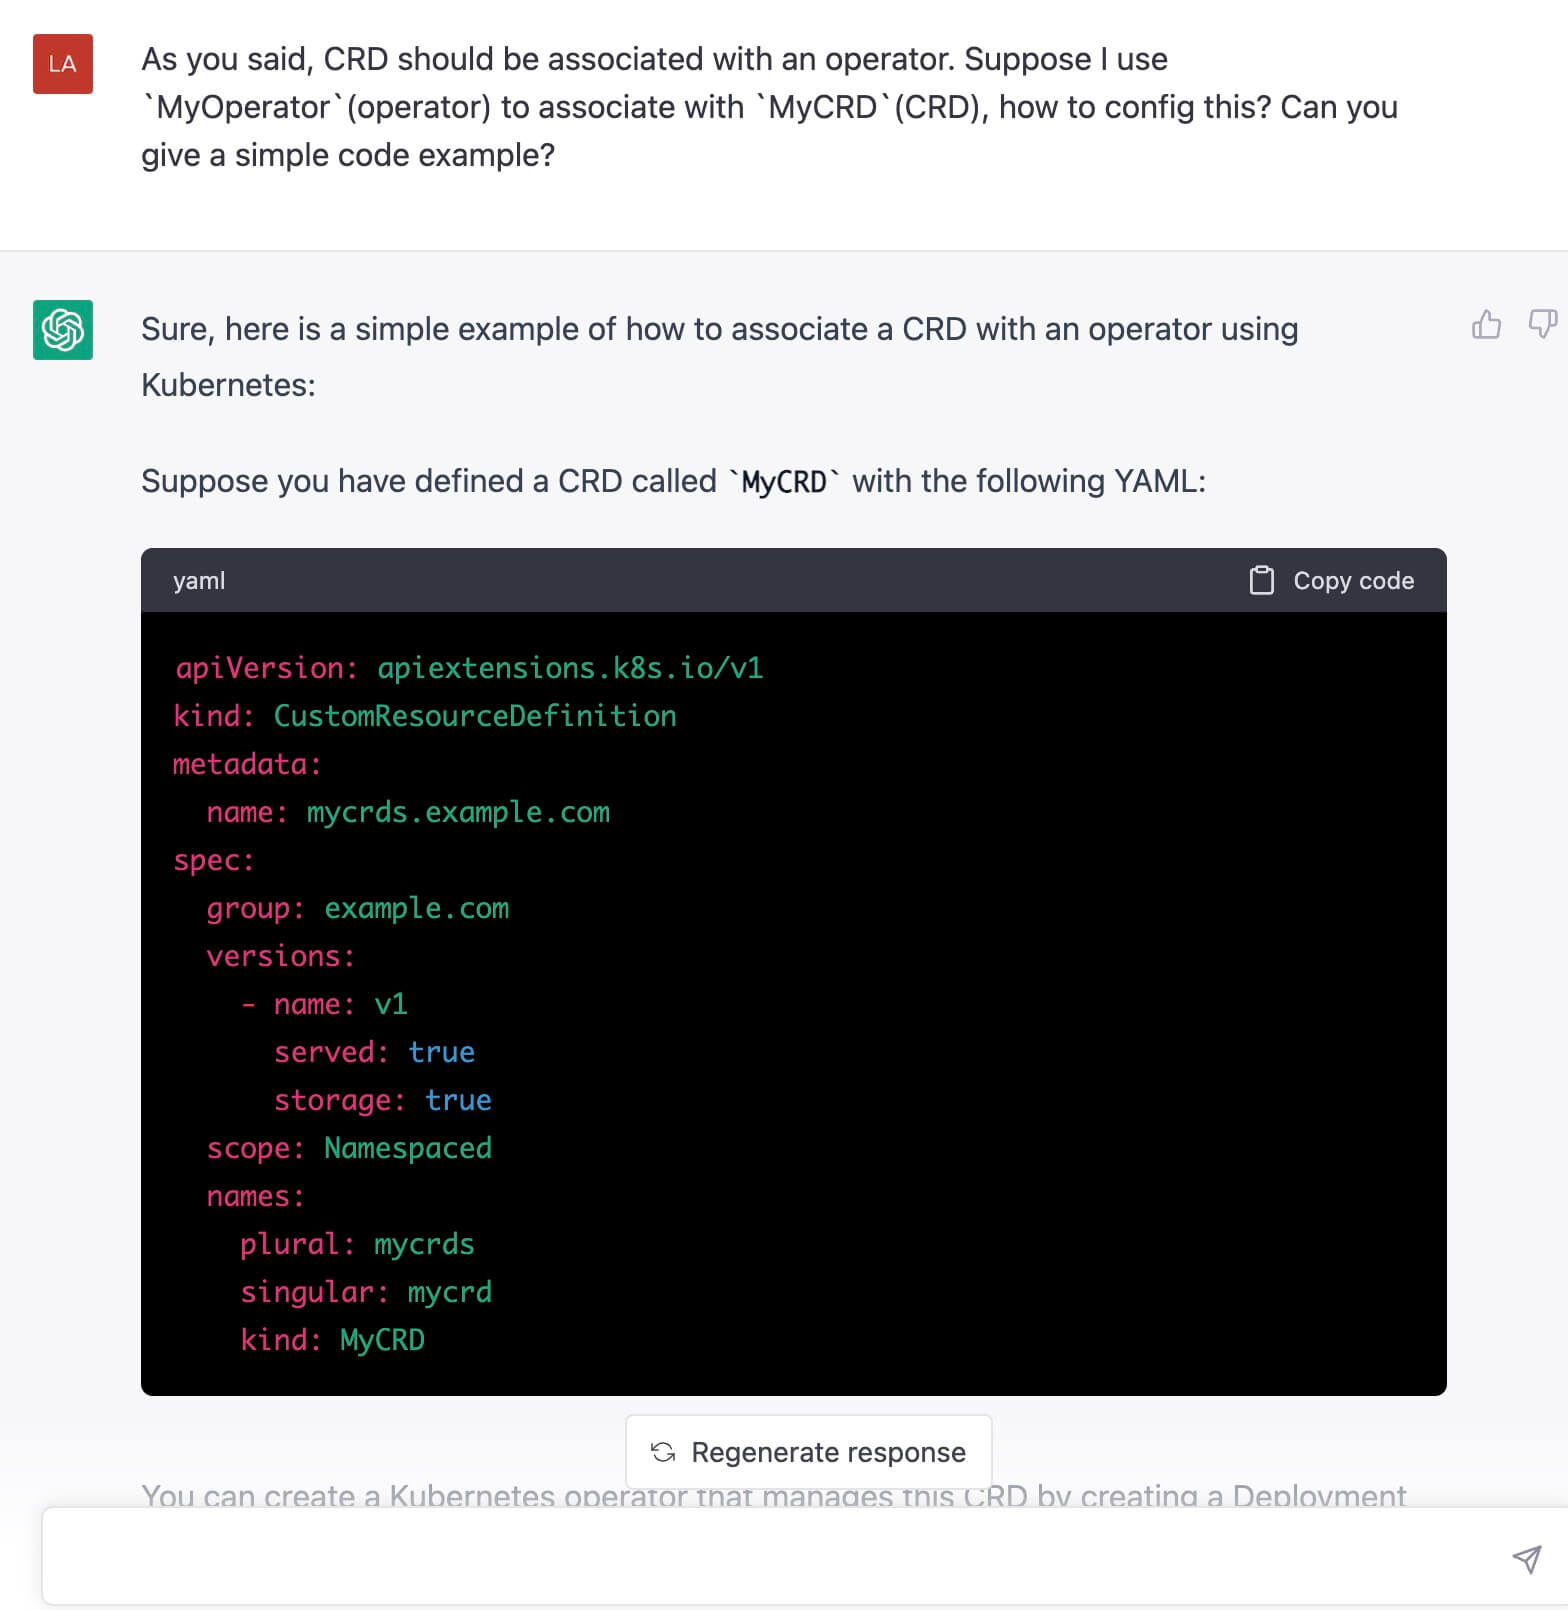 LA
As you said, CRD should be associated with an operator. Suppose I use
`MyOperator`(operator) to associate with `MyCRD`(CRD), how to config this? Can you
give a simple code example?
Sure, here is a simple example of how to associate a CRD with an operator using
Kubernetes:
Suppose you have defined a CRD called `MyCRD` with the following YAML:
yaml
Copy code
apiVersion: apiextensions.k8s.io/v1
kind: CustomResourceDefinition
metadata:
  name: mycrds.example.com
spec:
  group: example.com
  versions:
    - name: v1
      served: true
      storage: true
  scope: Namespaced
  names:
    plural: mycrds
    singular: mycrd
    kind: MyCRD
Regenerate response
You can create a Kubernetes operator that manages this CRD by creating a Deployment